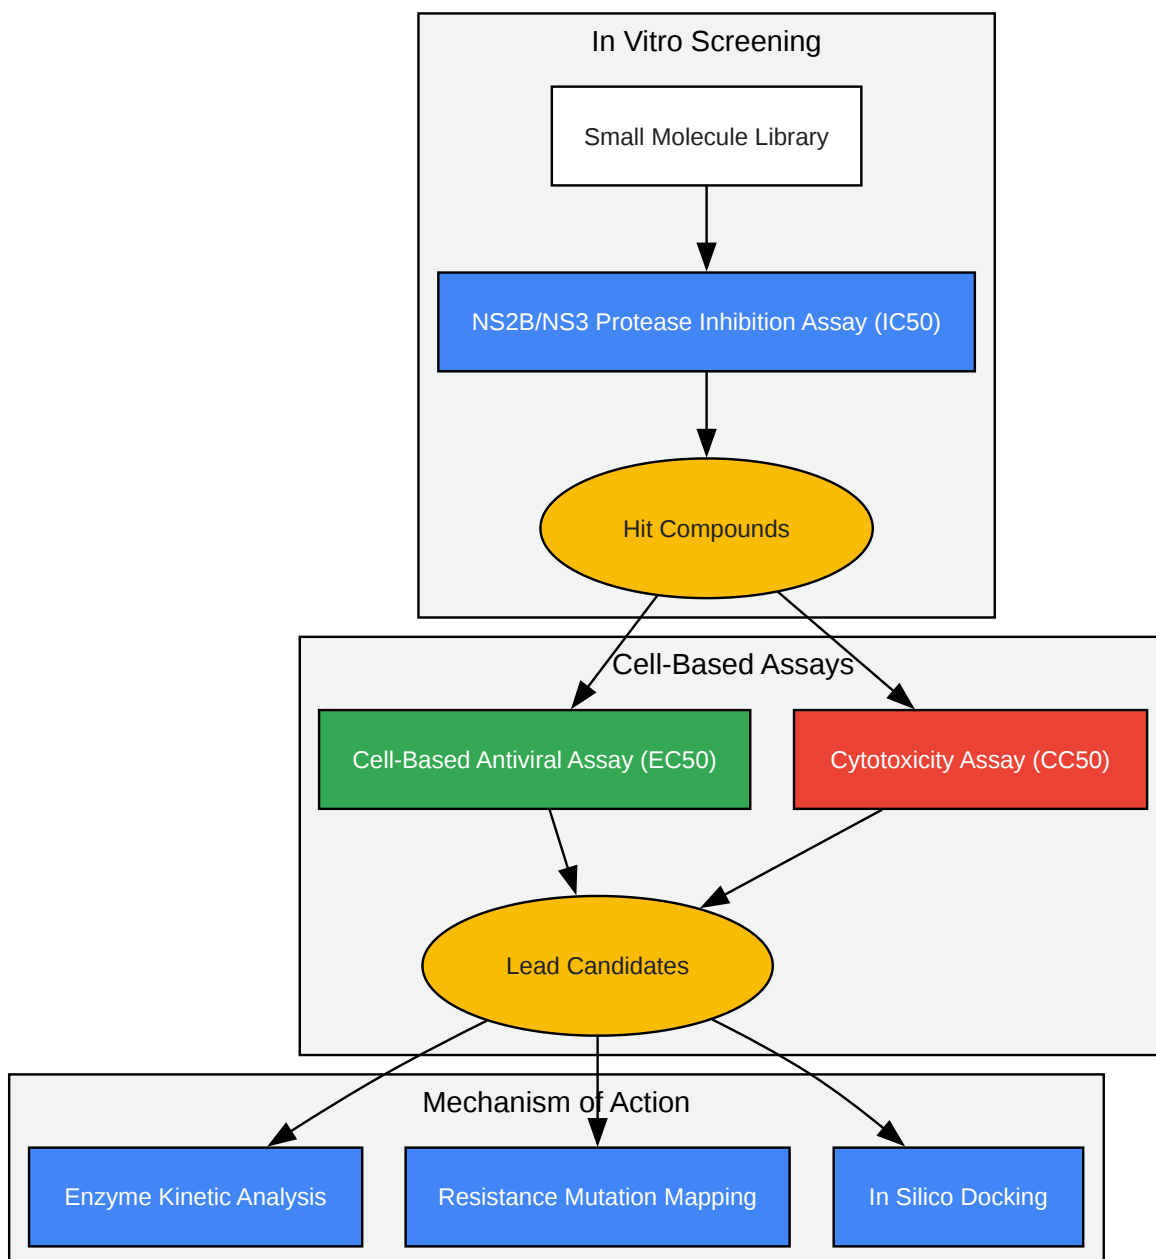 In Vitro Screening
Small Molecule Library
NS2B/NS3 Protease Inhibition Assay (IC50)
Hit Compounds
Cell-Based Assays
Cell-Based Antiviral Assay (EC50)
Cytotoxicity Assay (CC50)
Lead Candidates
Mechanism of Action
Enzyme Kinetic Analysis
Resistance Mutation Mapping
In Silico Docking